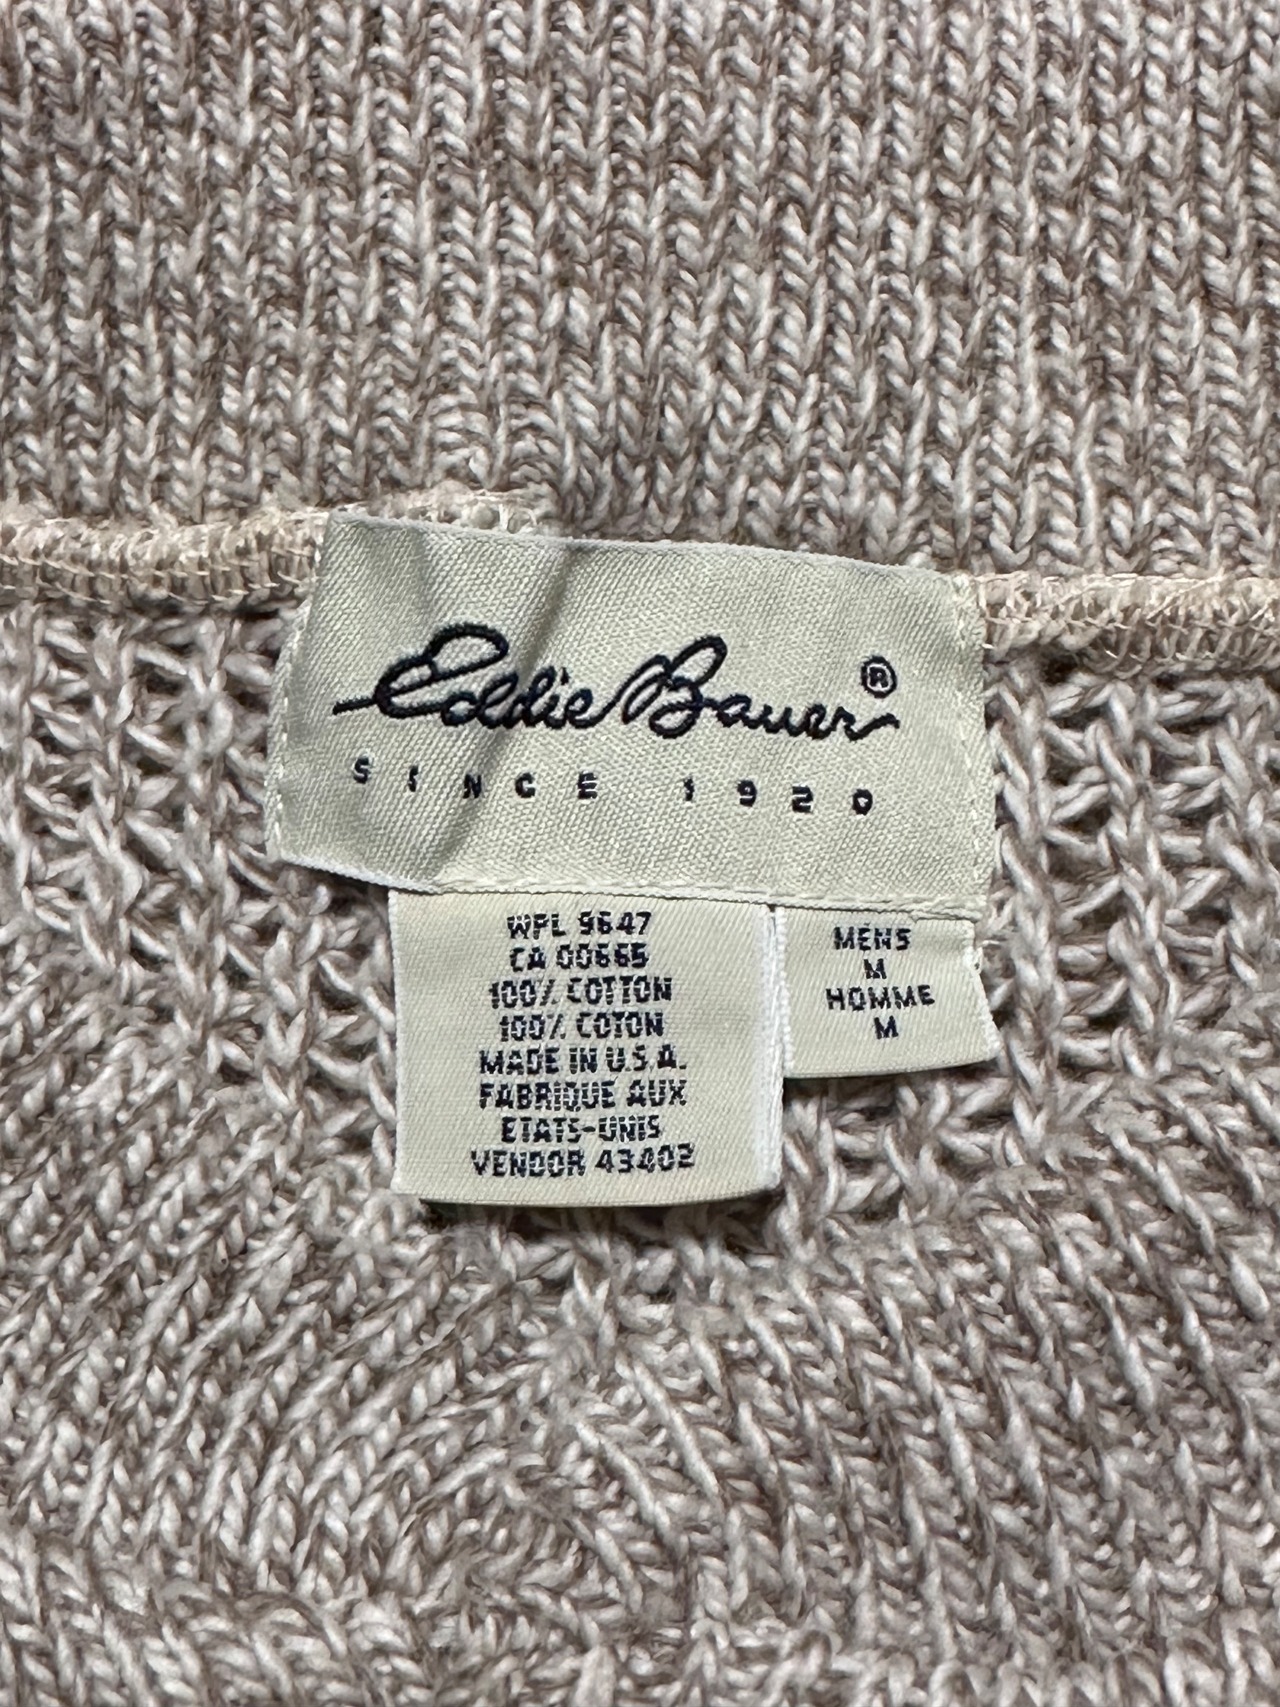 Eddie Bauer®
SINCE 1920
WPL 9647
CA 00665
100% COTTON
100% COTON
MADE IN U.S.A.
FABRIQUE AUX
ETATS-UNIS
VENDOR 43402
MENS
M
HOMME
M